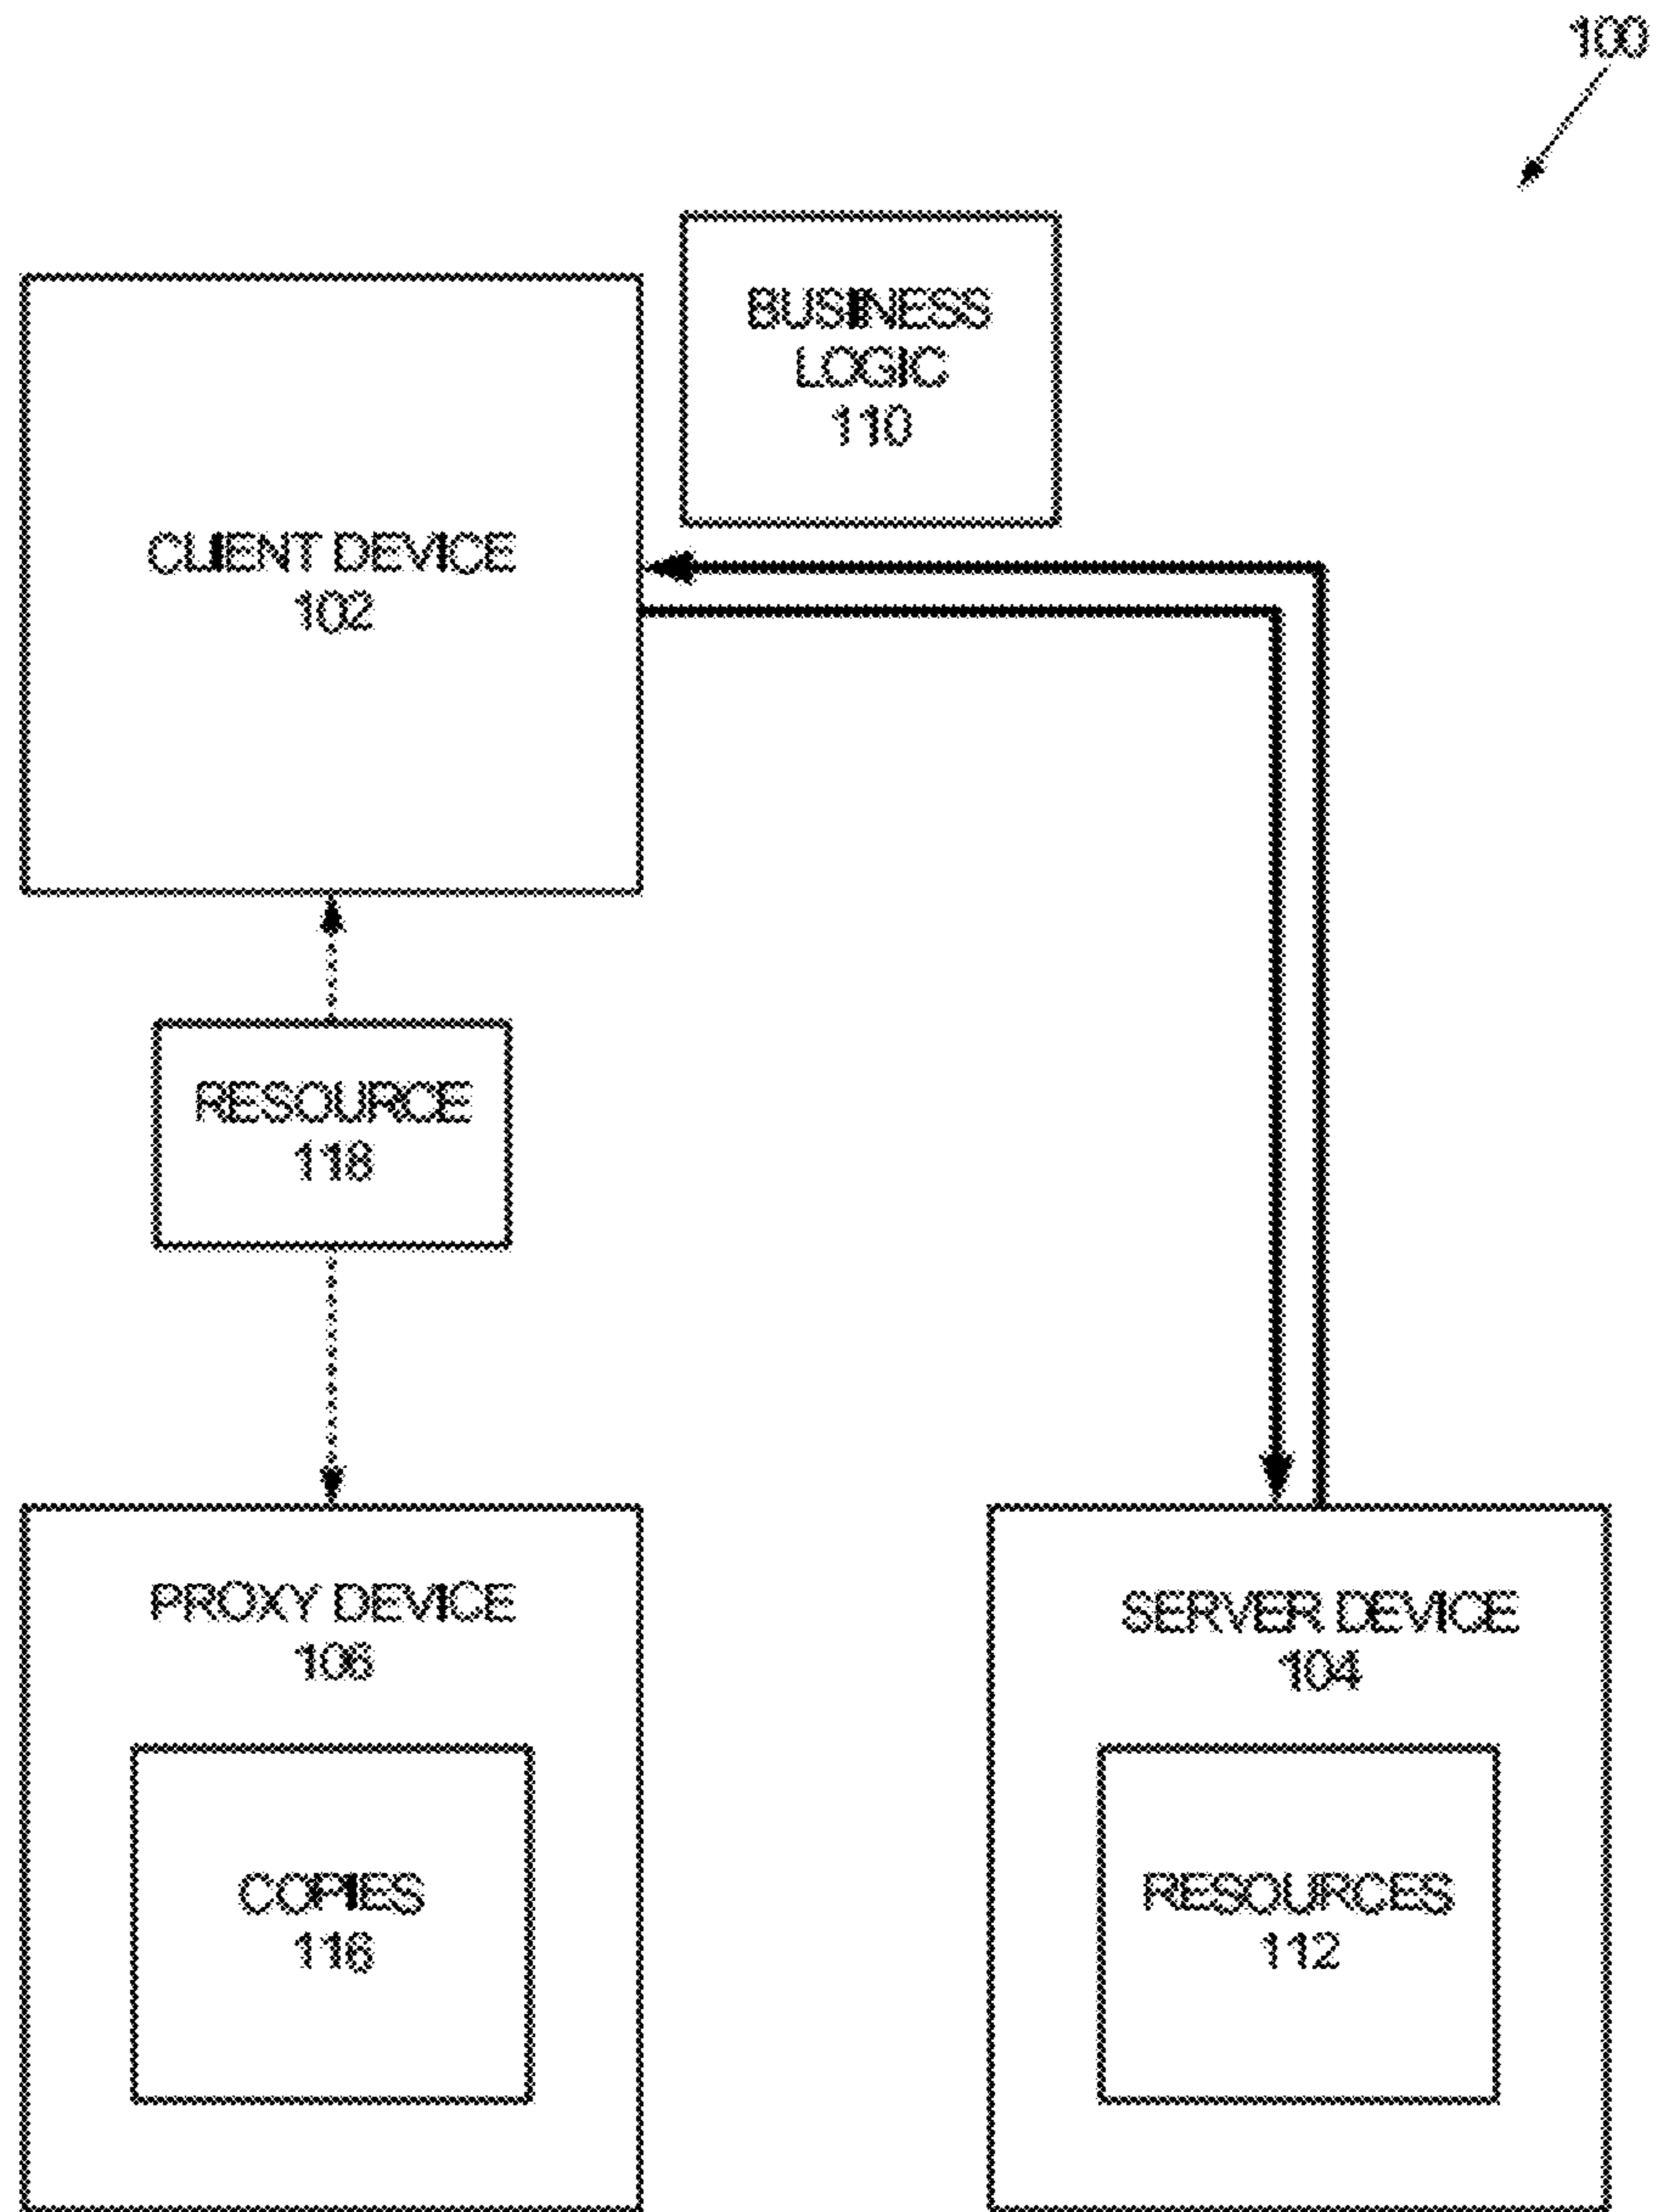 100
BUSINESS
LOGIC
110
CLIENT DEVICE
102
RESOURCE
118
PROXY DEVICE
106
COPIES
116
SERVER DEVICE
104
RESOURCES
112